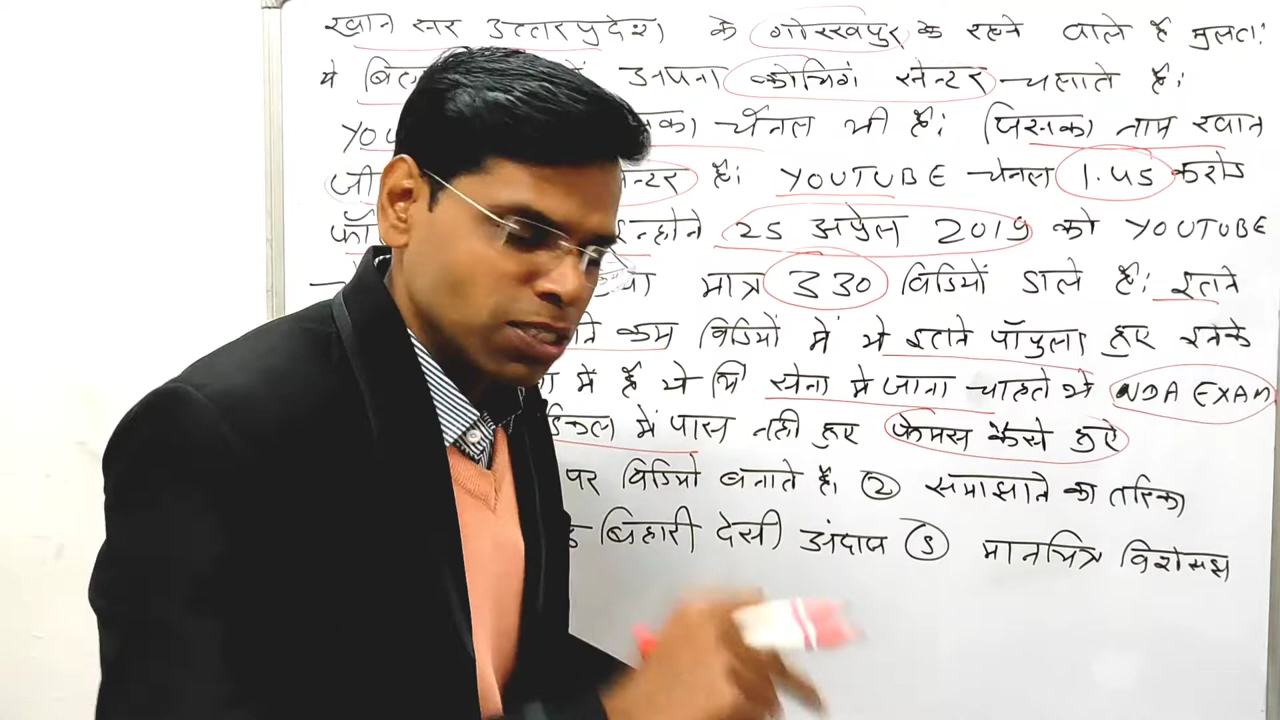 खान सर उत्तरप्रदेश के गोरखपुर के रहने वाले है मुलतः
ये अपना कोचिंग सेन्टर चलाते हैं।
चैनल भी है। जिसका नाम खान
जी न्टर है। YOUTUBE चेनल 1.45 करोड
इन्होने 25 अप्रेल 2019 को YOUTUBE
मात्र 330 विडियों डाले हैं। इतने
कम विडियों में ये इतने पॉपुलर हुए इनके
में हैं ये भि सेना मे जाना चाहते थे NDA EXAM
में पास नही हुए फेमस कैसे हुऐ
पर विडियो बनाते हैं। ② समझाने का तरिका
बिहारी देसी अंदाज ③ मानचित्र विशेषज्ञ